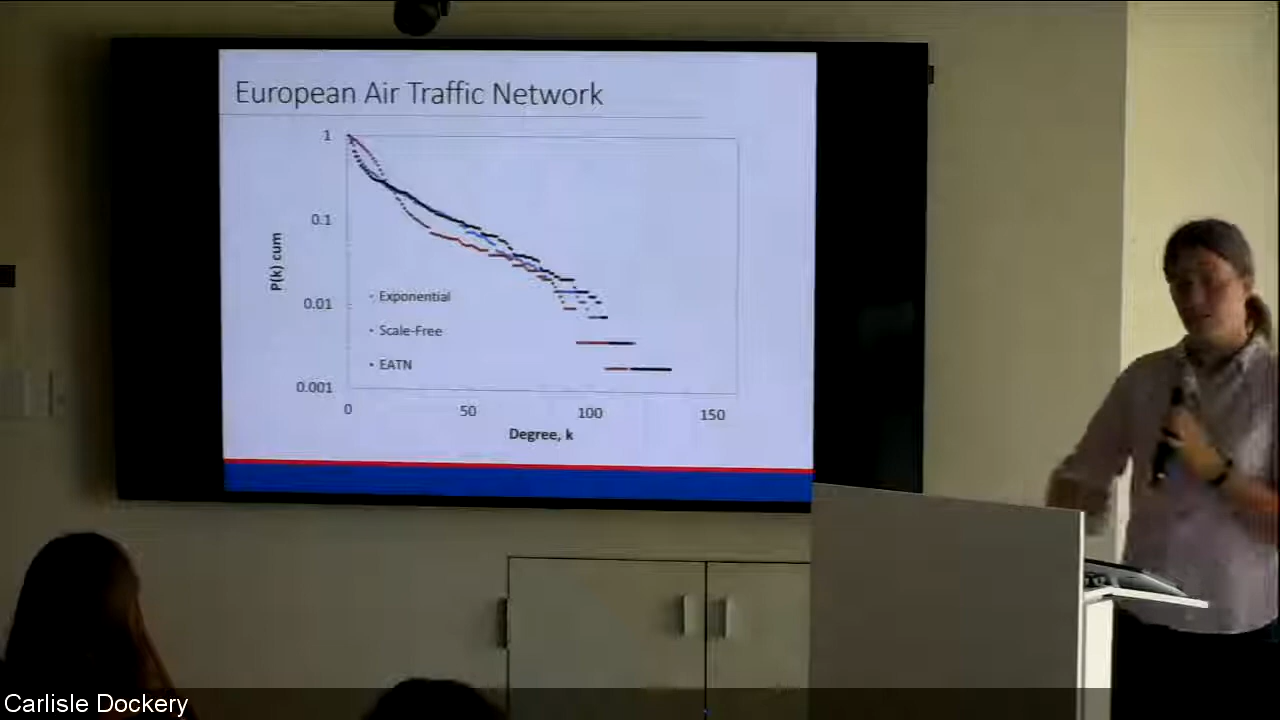 European Air Traffic Network
1
0.1
0.01
0.001
P(k) cum
Exponential
Scale-Free
EATN
0
50
100
150
Degree, k
Carlisle Dockery